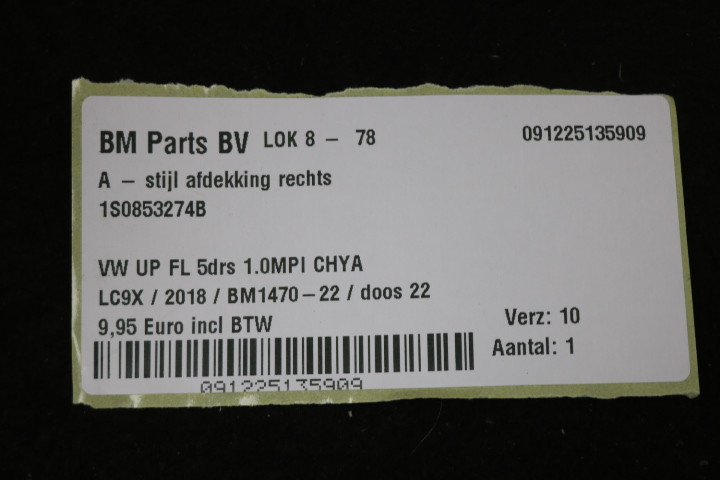 BM Parts BV LOK 8 - 78 091225135909
A - stijl afdekking rechts
1S0853274B
VW UP FL 5drs 1.0MPI CHYA
LC9X / 2018 / BM1470-22 / doos 22
9,95 Euro incl BTW Verz: 10
Aantal: 1
091225135909